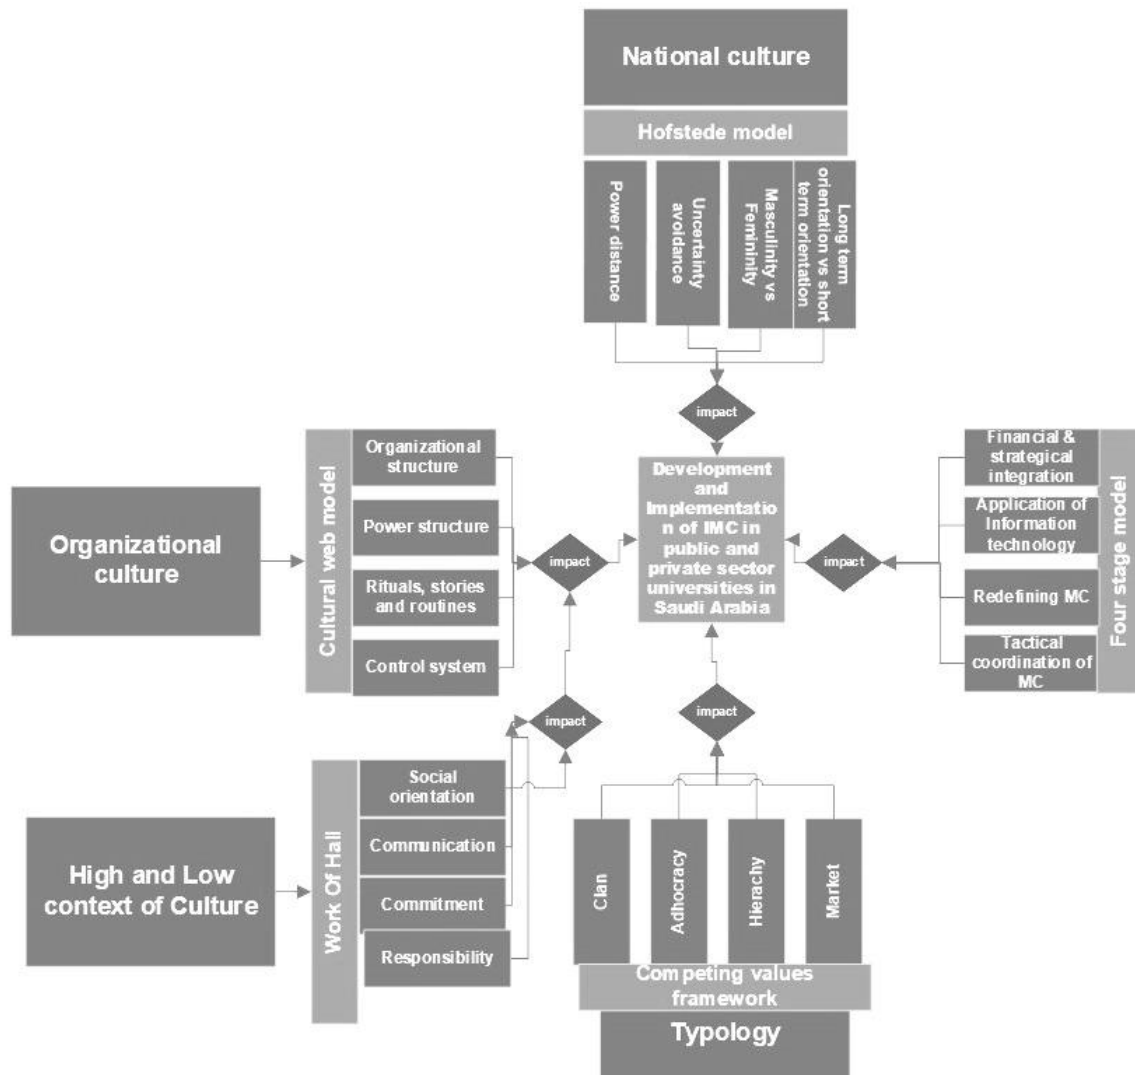 National culture
Hofstede model
Power distance
Uncertainty
avoidance
Masculinity vs
Femininity
Long term
orientation vs short
term orientation
impact
Organizational
culture
Cultural web model
Organizational
structure
Power structure
Rituals, stories
and routines
Control system
impact
Development
and
Implementatio
n of IMC in
public and
private sector
universities in
Saudi Arabia
impact
Financial &
strategical
integration
Application of
Information
technology
Redefining MC
Tactical
coordination of
MC
Four stage model
High and Low
context of Culture
Work Of Hall
Social
orientation
Communication
Commitment
Responsibility
impact
impact
Clan
Adhocracy
Hierachy
Market
Competing values
framework
Typology